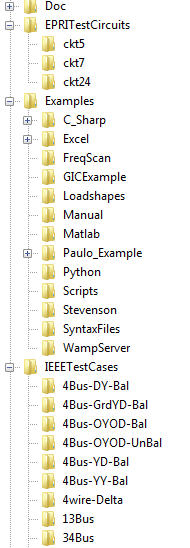 Doc
EPRITestCircuits
ckt5
ckt7
ckt24
Examples
C_Sharp
Excel
FreqScan
GICExample
Loadshapes
Manual
Matlab
Paulo_Example
Python
Scripts
Stevenson
SyntaxFiles
WampServer
IEEETestCases
4Bus-DY-Bal
4Bus-GrdYD-Bal
4Bus-OYOD-Bal
4Bus-OYOD-UnBal
4Bus-YD-Bal
4Bus-YY-Bal
4wire-Delta
13Bus
34Bus